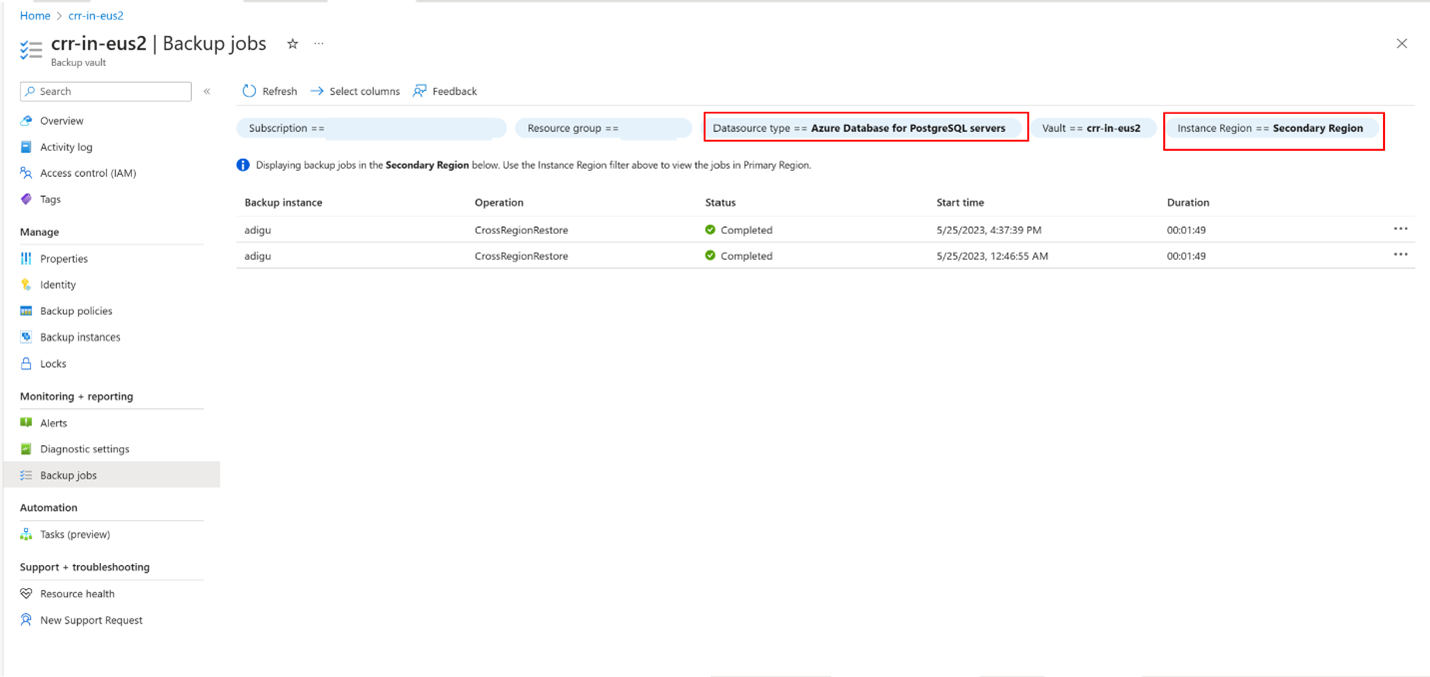 Home > crr-in-eus2
crr-in-eus2 | Backup jobs ☆ ...
Backup vault
Search «
Overview
Activity log
Access control (IAM)
Tags
Manage
Properties
Identity
Backup policies
Backup instances
Locks
Monitoring + reporting
Alerts
Diagnostic settings
Backup jobs
Automation
Tasks (preview)
Support + troubleshooting
Resource health
New Support Request
Refresh Select columns Feedback
Subscription == Resource group == Datasource type == Azure Database for PostgreSQL servers Vault == crr-in-eus2 Instance Region == Secondary Region
Displaying backup jobs in the Secondary Region below. Use the Instance Region filter above to view the jobs in Primary Region.
Backup instance Operation Status Start time Duration
adigu CrossRegionRestore Completed 5/25/2023, 4:37:39 PM 00:01:49 ...
adigu CrossRegionRestore Completed 5/25/2023, 12:46:55 AM 00:01:49 ...